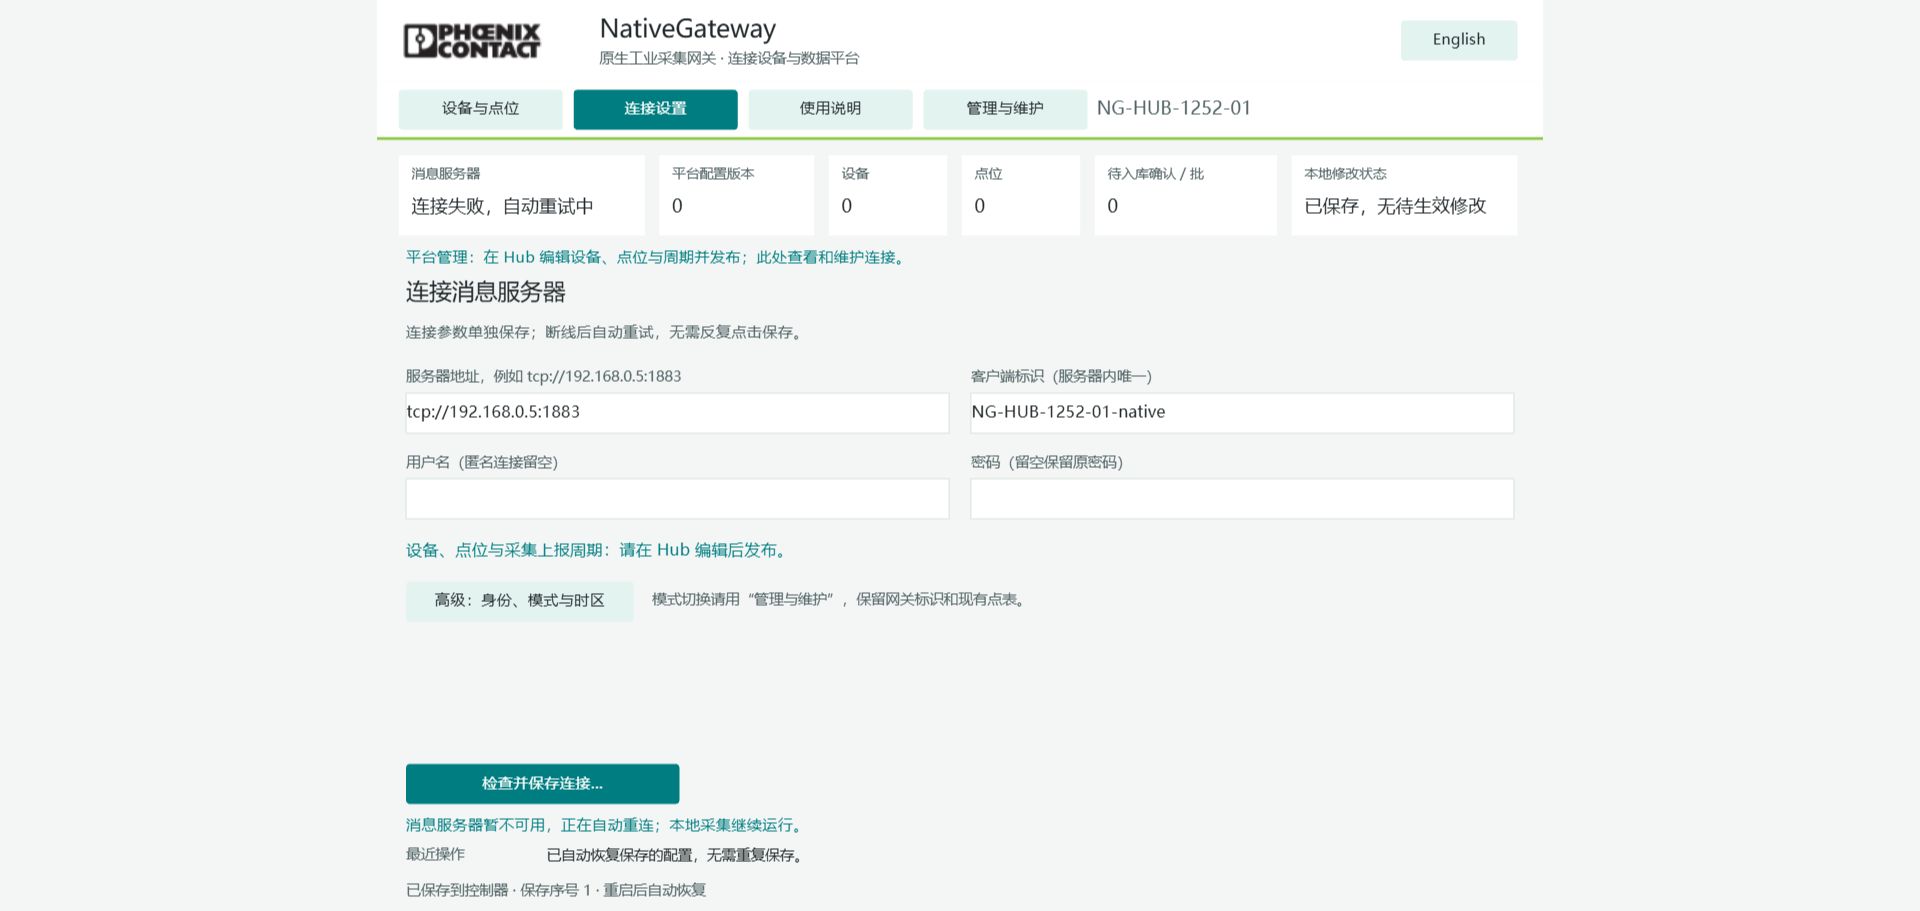 PHŒNIX
CONTACT
NativeGateway
原生工业采集网关 · 连接设备与数据平台
English
设备与点位
连接设置
使用说明
管理与维护
NG-HUB-1252-01
消息服务器
连接失败，自动重试中
平台配置版本
0
设备
0
点位
0
待入库确认 / 批
0
本地修改状态
已保存，无待生效修改
平台管理：在 Hub 编辑设备、点位与周期并发布；此处查看和维护连接。
连接消息服务器
连接参数单独保存；断线后自动重试，无需反复点击保存。
服务器地址，例如 tcp://192.168.0.5:1883
客户端标识（服务器内唯一）
tcp://192.168.0.5:1883
NG-HUB-1252-01-native
用户名（匿名连接留空）
密码（留空保留原密码）
设备、点位与采集上报周期：请在 Hub 编辑后发布。
高级：身份、模式与时区
模式切换请用“管理与维护”，保留网关标识和现有点表。
检查并保存连接...
消息服务器暂不可用，正在自动重连；本地采集继续运行。
最近操作
已自动恢复保存的配置，无需重复保存。
已保存到控制器 · 保存序号 1 · 重启后自动恢复